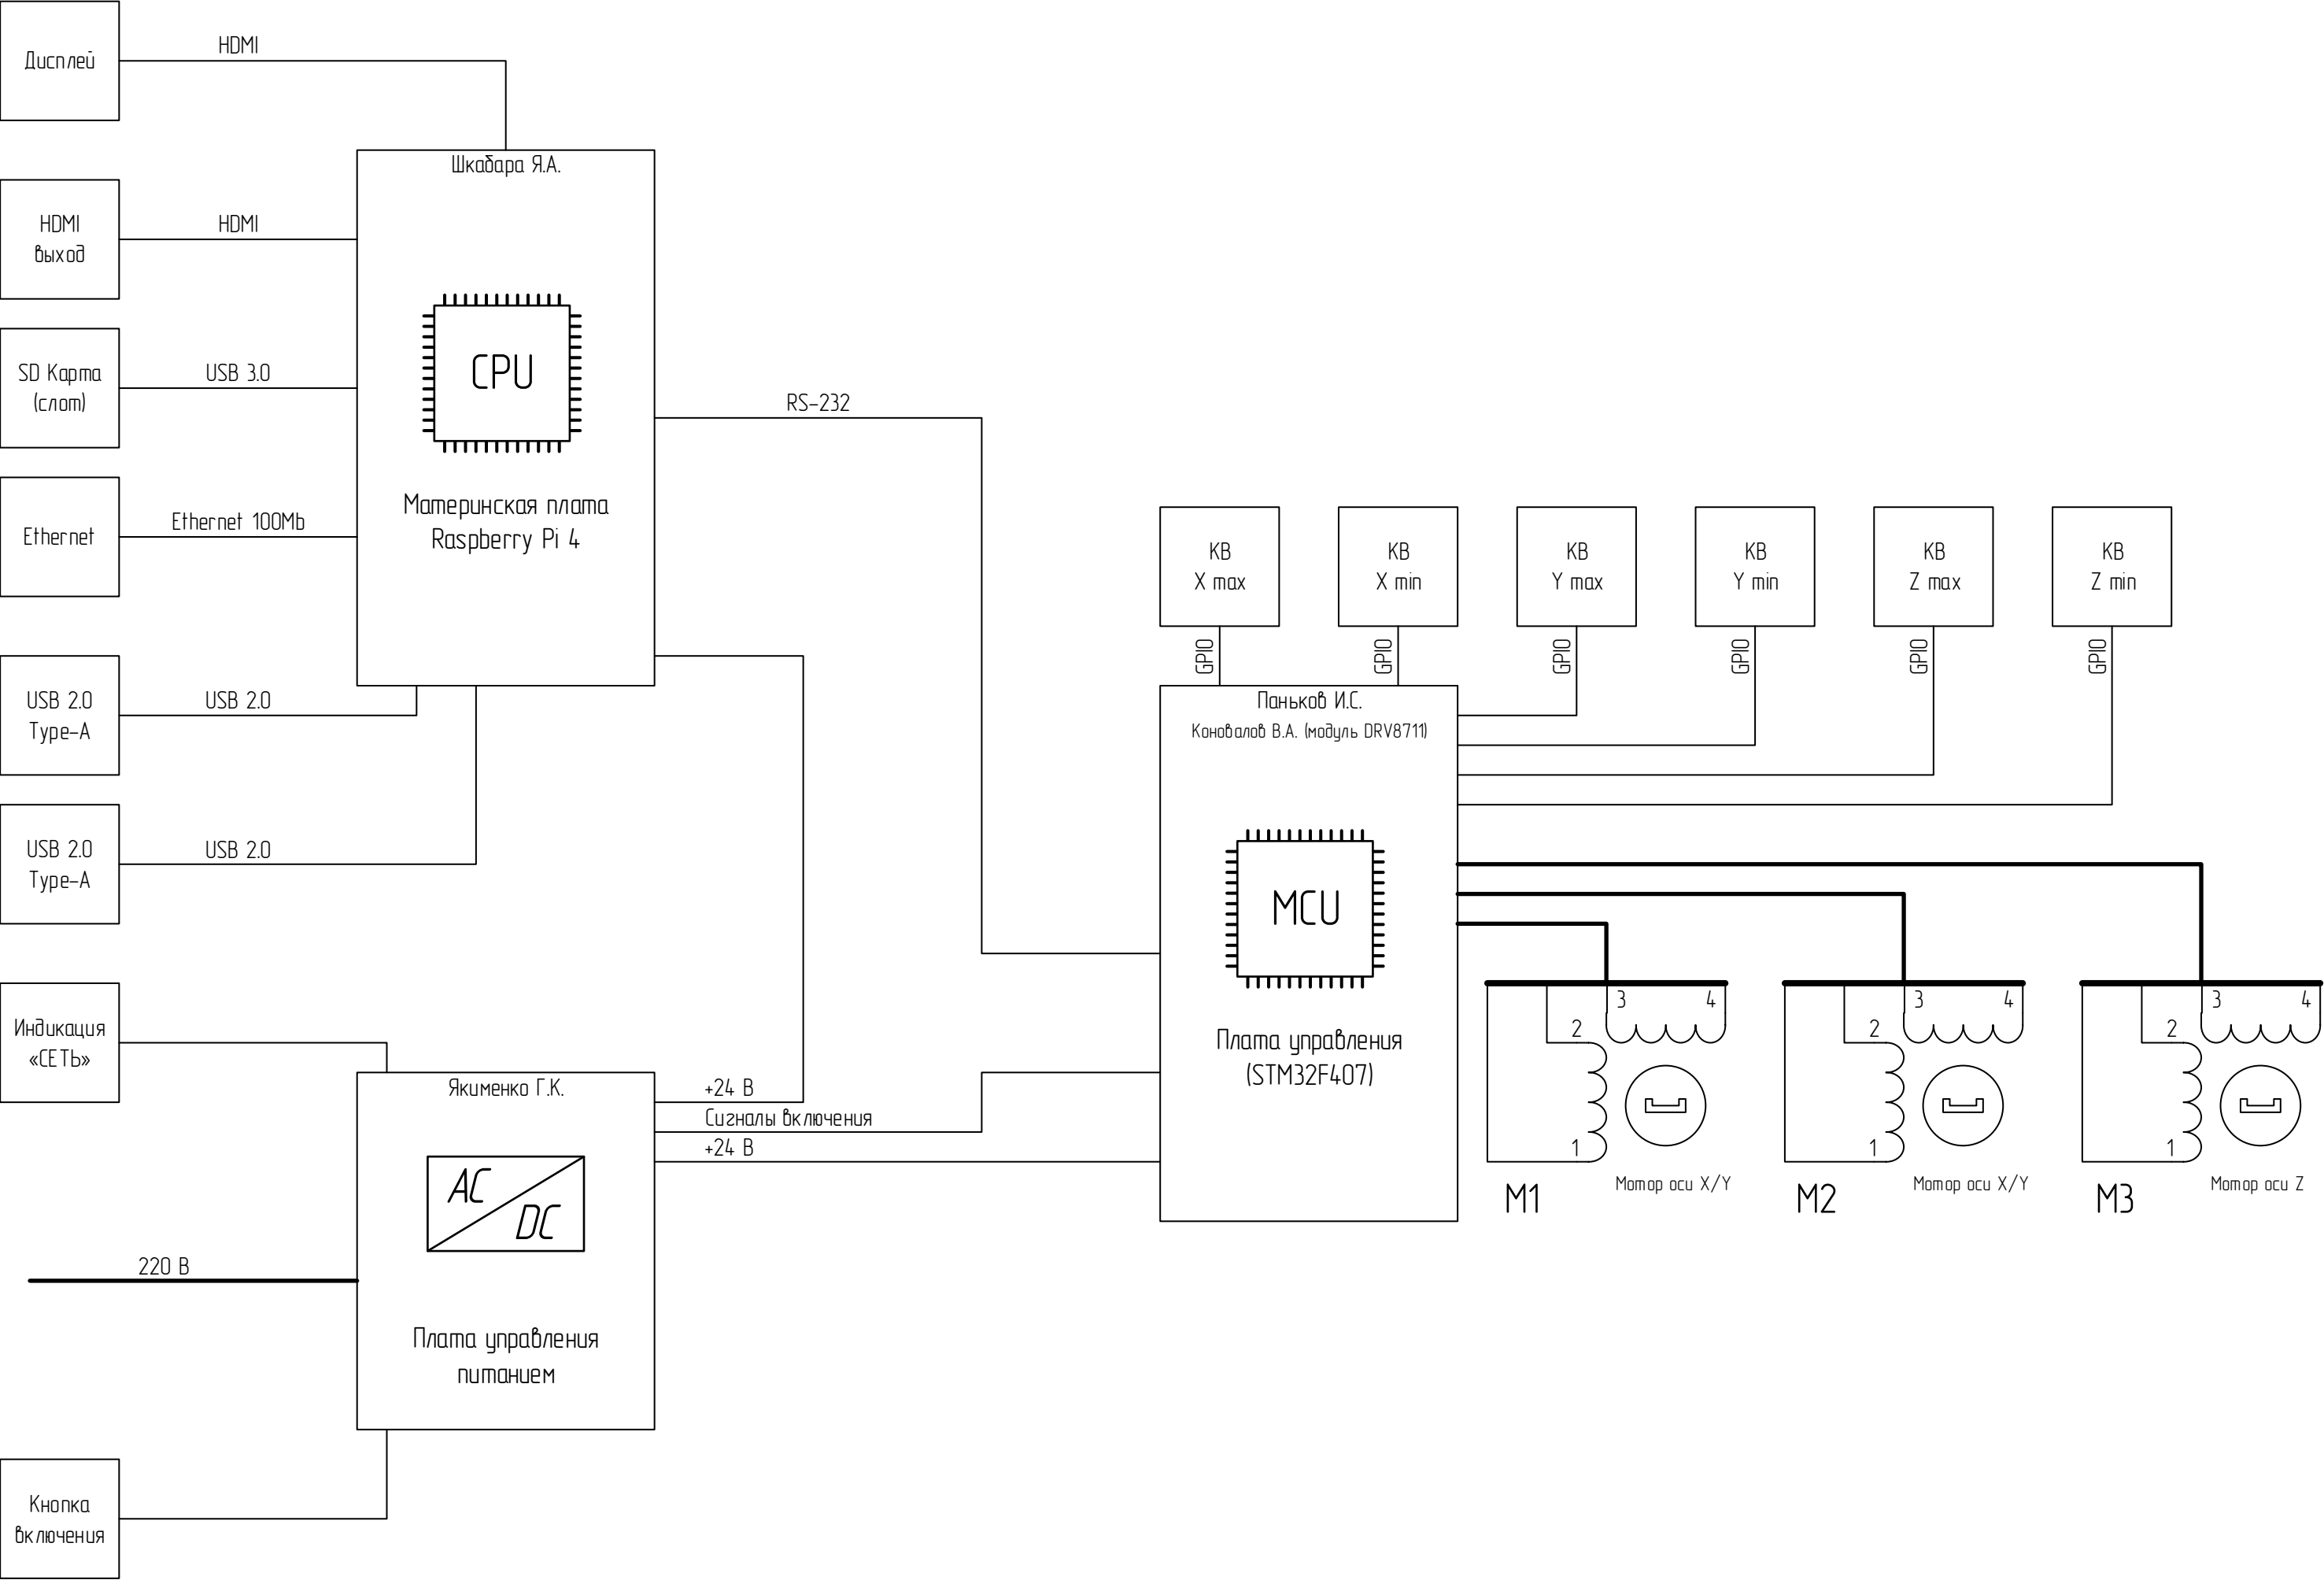 Дисплей
HDMI
Шкабара Я.А.
HDMI
выход
HDMI
SD Карта
(слот)
USB 3.0
CPU
RS-232
Материнская плата
Raspberry Pi 4
Ethernet
Ethernet 100Mb
USB 2.0
Type-A
USB 2.0
USB 2.0
Type-A
USB 2.0
КВ
X max
КВ
X min
КВ
Y max
КВ
Y min
КВ
Z max
КВ
Z min
GPIO
GPIO
GPIO
GPIO
GPIO
GPIO
Паньков И.С.
Коновалов В.А. (модуль DRV8711)
MCU
Плата управления
(STM32F407)
Индикация
«СЕТЬ»
Якименко Г.К.
+24 В
Сигналы включения
+24 В
AC
DC
220 В
Плата управления
питанием
Кнопка
включения
3
4
2
1
M1
Мотор оси X/Y
3
4
2
1
M2
Мотор оси X/Y
3
4
2
1
M3
Мотор оси Z